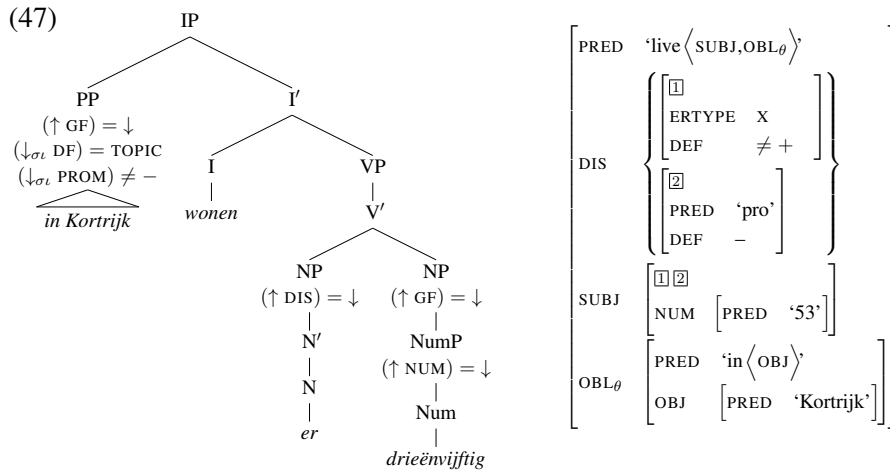 (47)
IP
PP I′
(↑ GF) = ↓
(↓σι DF) = TOPIC
(↓σι PROM) ≠ −
in Kortrijk
I VP
wonen V′
NP NP
(↑ DIS) = ↓ (↑ GF) = ↓
N′ NumP
(↑ NUM) = ↓
N Num
er drieënvijftig
PRED ‘live⟨SUBJ,OBLθ⟩’
DIS
1
ERTYPE X
DEF ≠ +
2
PRED ‘pro’
DEF –
SUBJ
1 2
NUM [PRED ‘53’]
OBLθ
PRED ‘in⟨OBJ⟩’
OBJ [PRED ‘Kortrijk’]